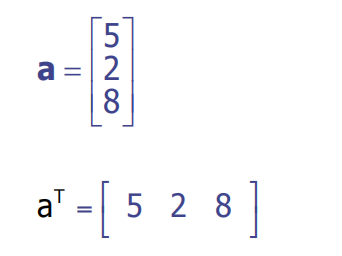 a = [5
2
8]
aᵀ = [ 5 2 8 ]